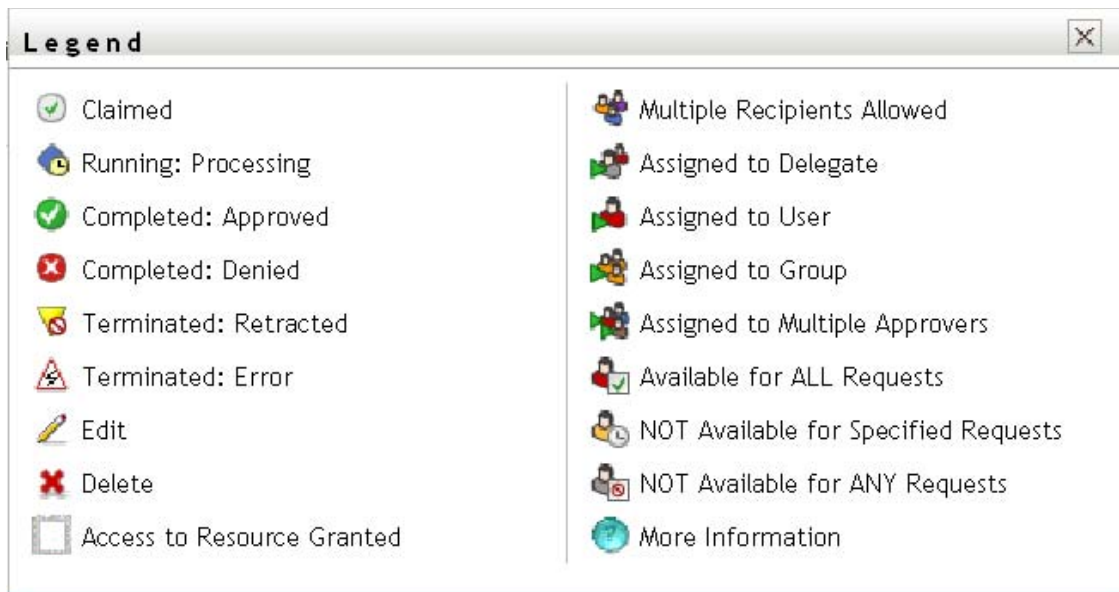 Legend
Claimed
Running: Processing
Completed: Approved
Completed: Denied
Terminated: Retracted
Terminated: Error
Edit
Delete
Access to Resource Granted
Multiple Recipients Allowed
Assigned to Delegate
Assigned to User
Assigned to Group
Assigned to Multiple Approvers
Available for ALL Requests
NOT Available for Specified Requests
NOT Available for ANY Requests
More Information